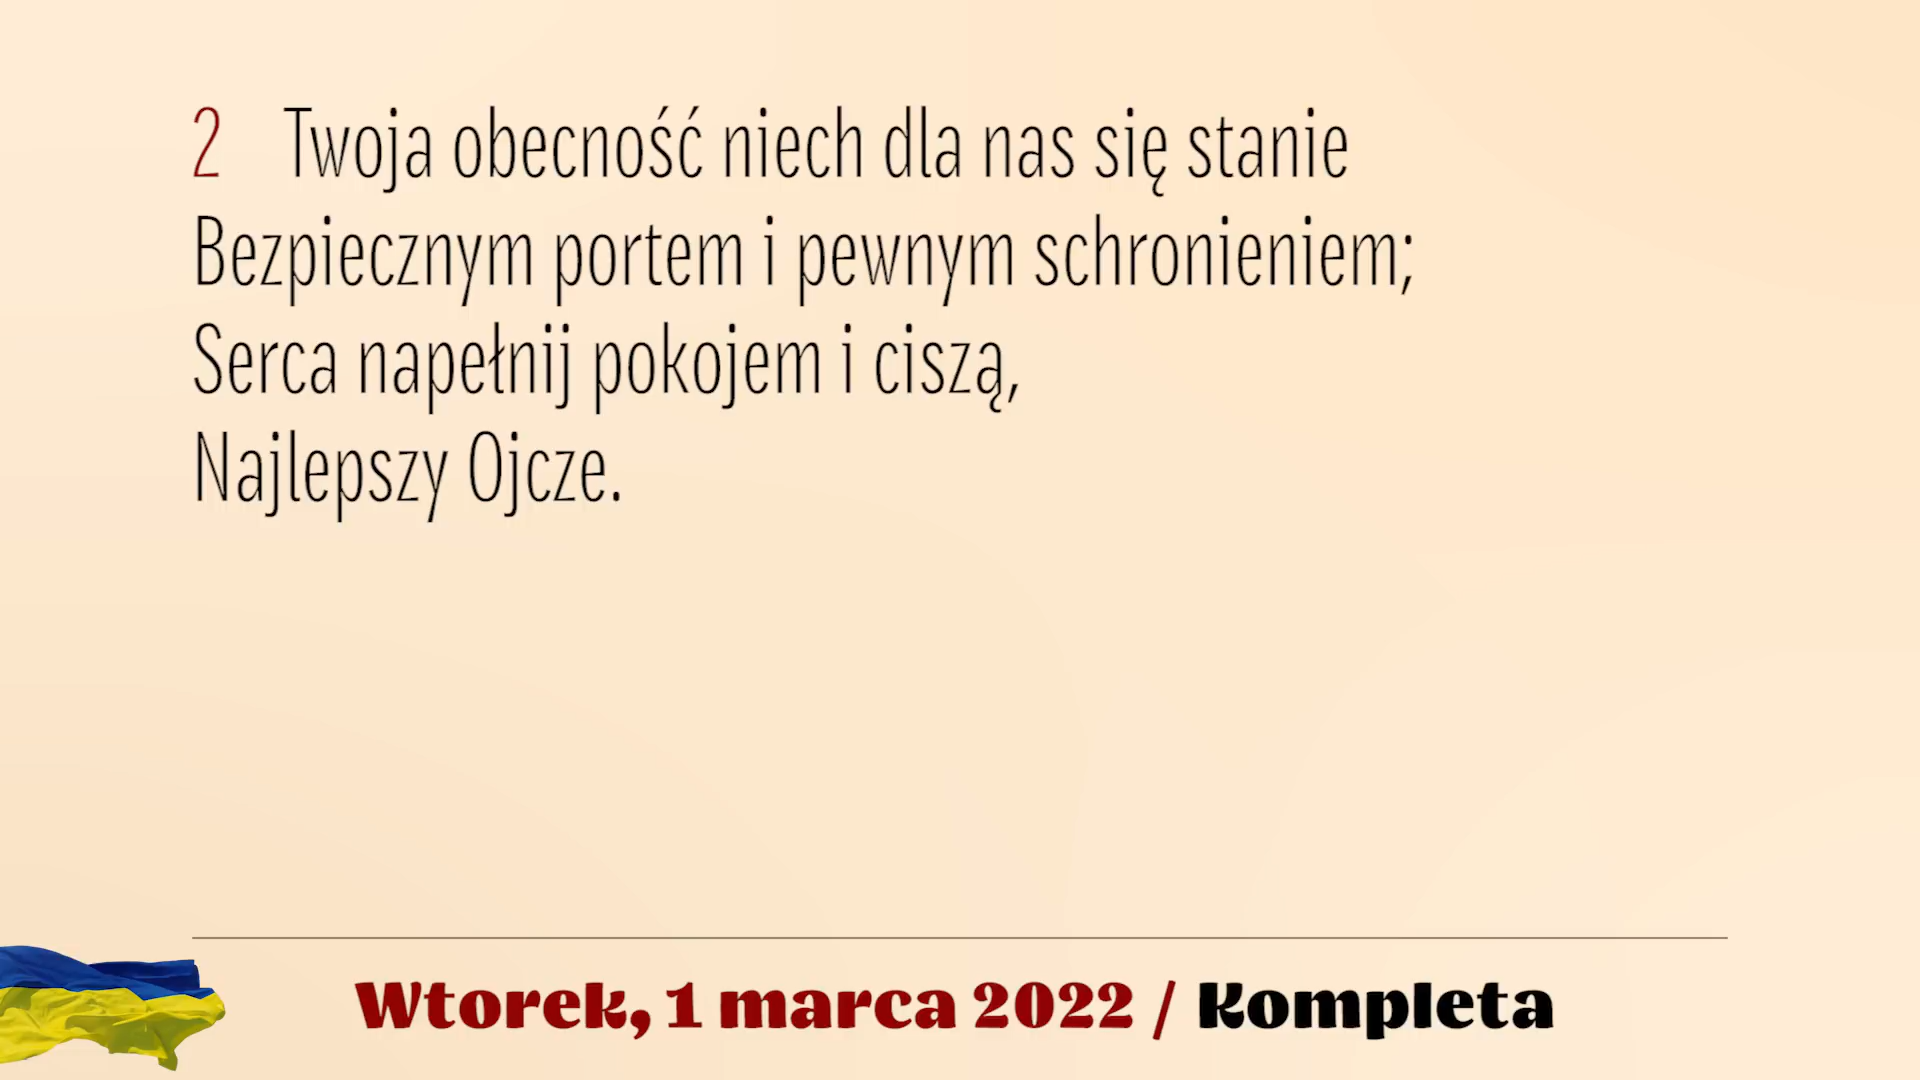 2 Twoja obecność niech dla nas się stanie
Bezpiecznym portem i pewnym schronieniem;
Serca napełnij pokojem i ciszą,
Najlepszy Ojcze.
Wtorek, 1 marca 2022 / Kompleta